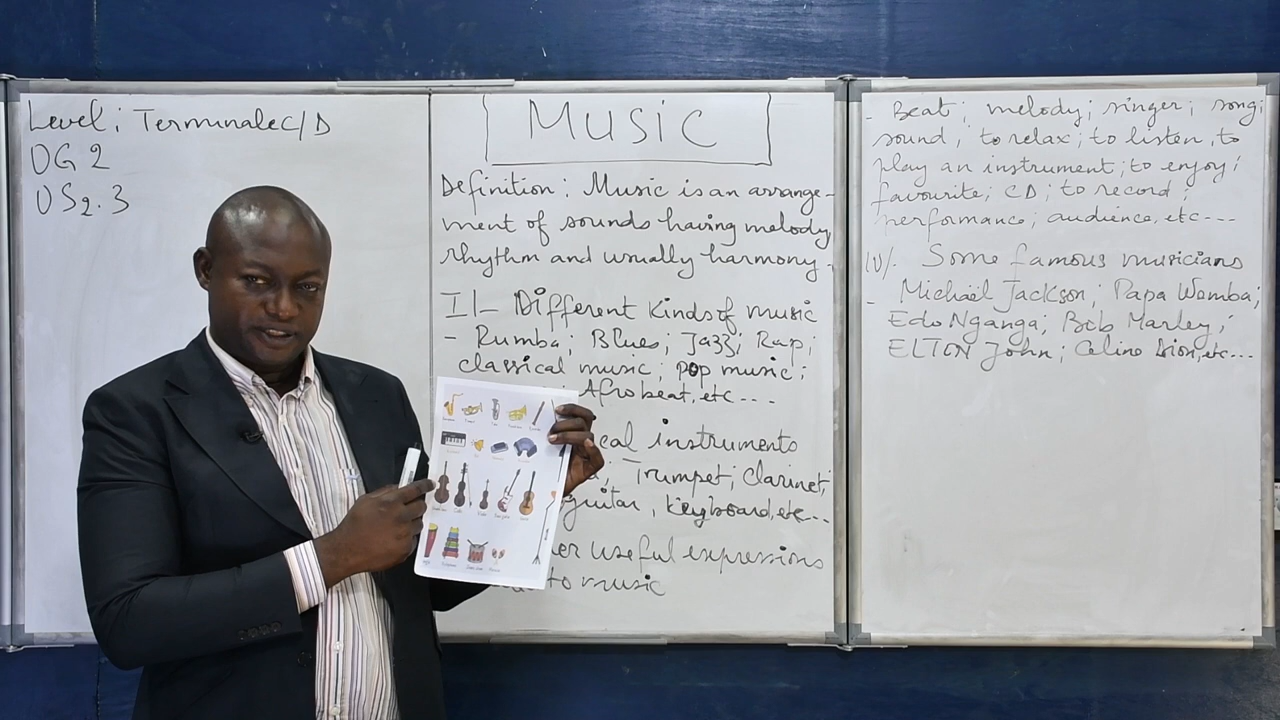 Level: Terminale C/D
OG 2
OS2.3
Music
Definition: Music is an arrange-
ment of sounds having melody,
rhythm and usually harmony.
II- Different Kinds of music
- Rumba; Blues; Jazz; Rap;
classical music; pop music;
Afrobeat, etc ---
cal instruments
Trumpet; Clarinet;
guitar, Keyboard, etc---
er useful expressions
to music
- Beat; melody; singer; song;
sound, to relax; to listen, to
play an instrument; to enjoy;
favourite; CD; to record;
performance; audience, etc---
IV/. Some famous musicians
- Michaël Jackson; Papa Wemba;
Edo Nganga; Bob Marley;
ELTON John; Celine Dion, etc---